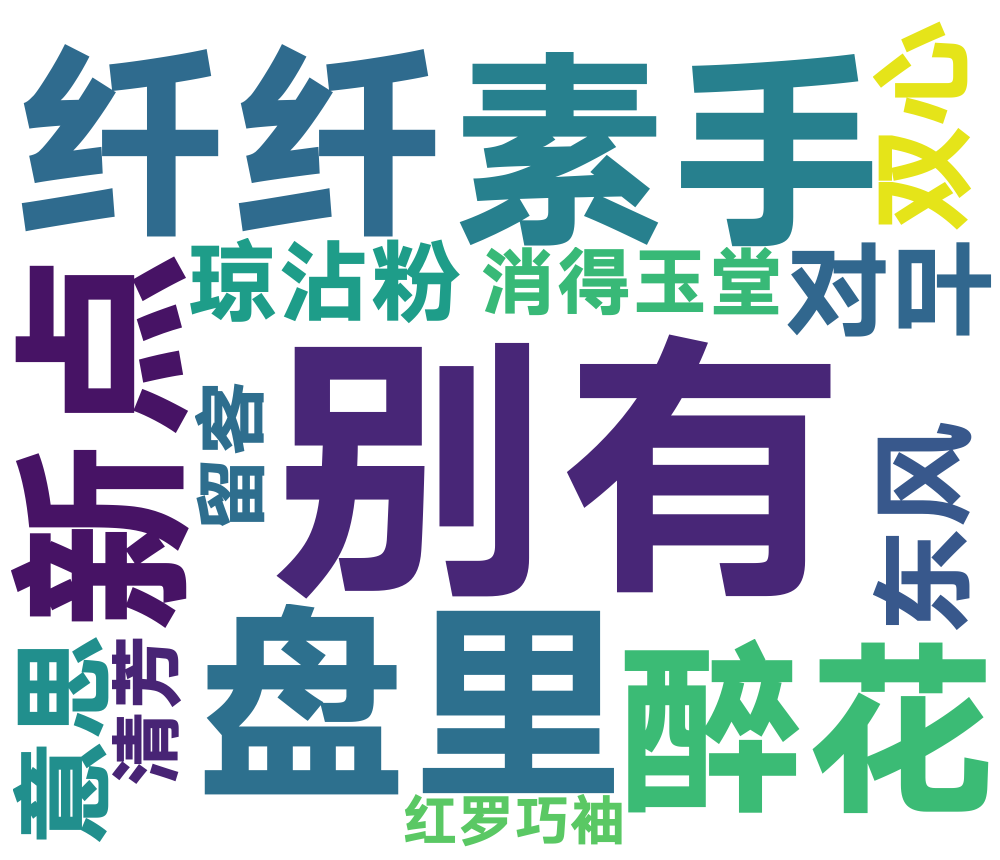 纤纤
素手
双心
琼沾粉
消得玉堂
对叶
新点
别有
留客
东风
意思
清芳
盘里
醉花
红罗巧袖